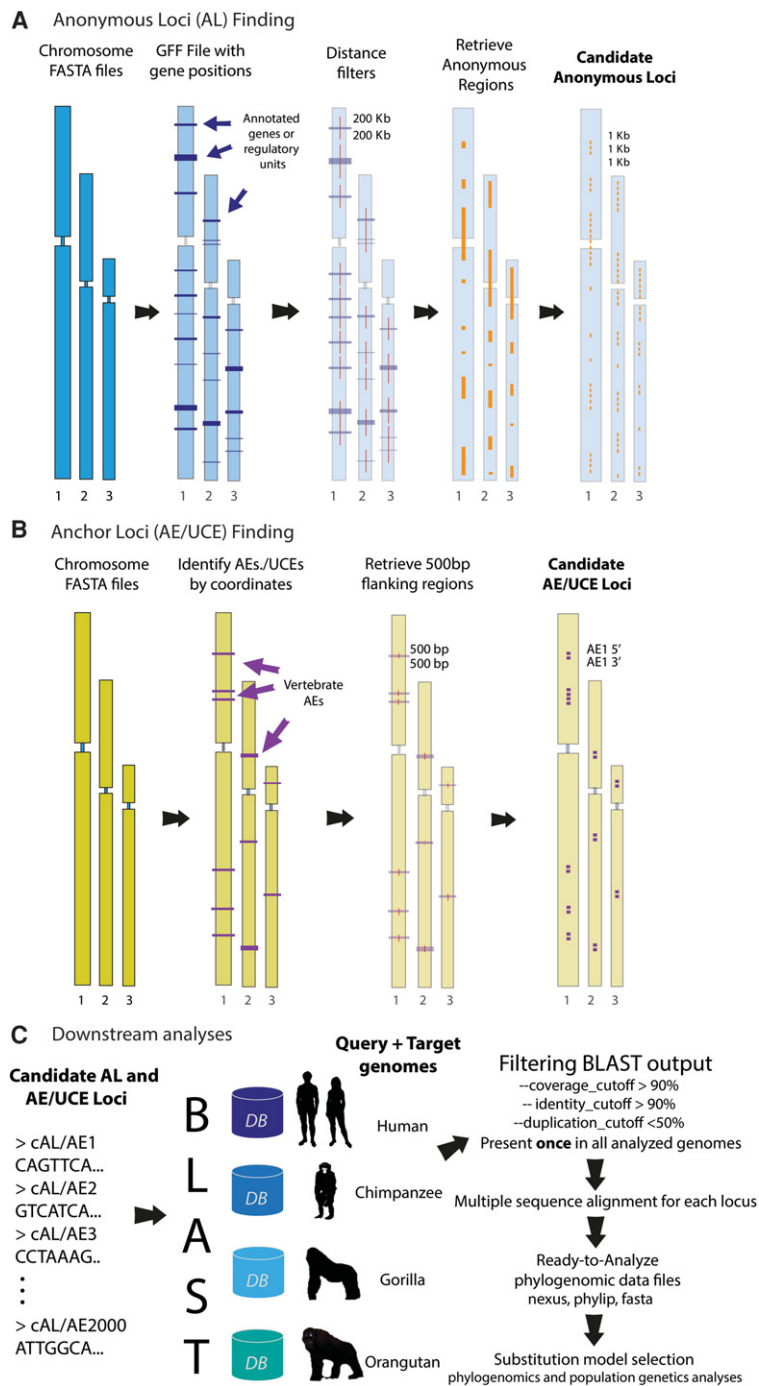 A Anonymous Loci (AL) Finding
Chromosome
FASTA files
GFF File with
gene positions
Distance
filters
Retrieve
Anonymous
Regions
Candidate
Anonymous Loci
Annotated
genes or
regulatory
units
200 Kb
200 Kb
1 Kb
1 Kb
1 Kb
1 2 3
1 2 3
1 2 3
1 2 3
1 2 3
B Anchor Loci (AE/UCE) Finding
Chromosome
FASTA files
Identify AEs./UCEs
by coordinates
Retrieve 500bp
flanking regions
Candidate
AE/UCE Loci
Vertebrate
AEs
500 bp
500 bp
AE1 5’
AE1 3’
1 2 3
1 2 3
1 2 3
1 2 3
C Downstream analyses
Candidate AL and
AE/UCE Loci
> cAL/AE1
CAGTTCA...
> cAL/AE2
GTCATCA...
> cAL/AE3
CCTAAAG..
> cAL/AE2000
ATTGGCA...
B
L
A
S
T
Query + Target
genomes
DB
Human
DB
Chimpanzee
DB
Gorilla
DB
Orangutan
Filtering BLAST output
--coverage_cutoff > 90%
-- identity_cutoff > 90%
--duplication_cutoff <50%
Present once in all analyzed genomes
Multiple sequence alignment for each locus
Ready-to-Analyze
phylogenomic data files
nexus, phylip, fasta
Substitution model selection
phylogenomics and population genetics analyses